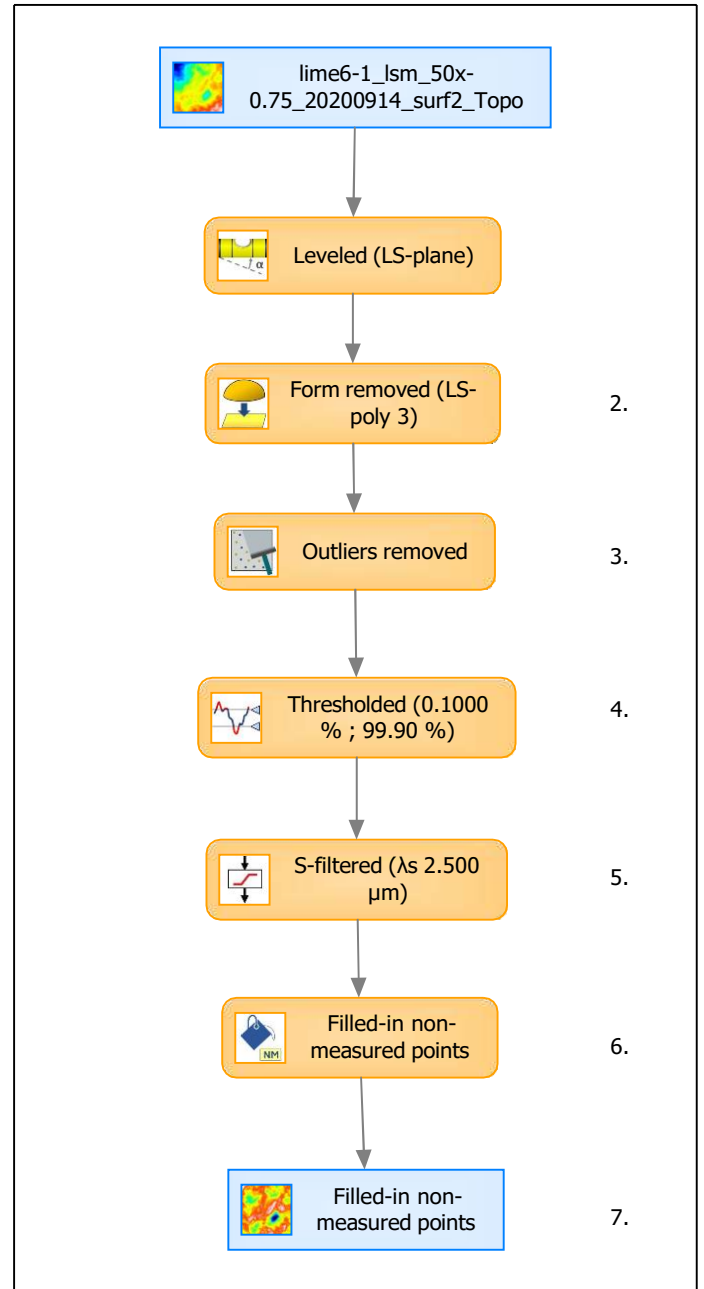 lime6-1_lsm_50x-
0.75_20200914_surf2_Topo
α
Leveled (LS-plane)
Form removed (LS-
poly 3)
2.
Outliers removed
3.
Thresholded (0.1000
% ; 99.90 %)
4.
S-filtered (λs 2.500
µm)
5.
Filled-in non-
measured points
NM
6.
Filled-in non-
measured points
7.